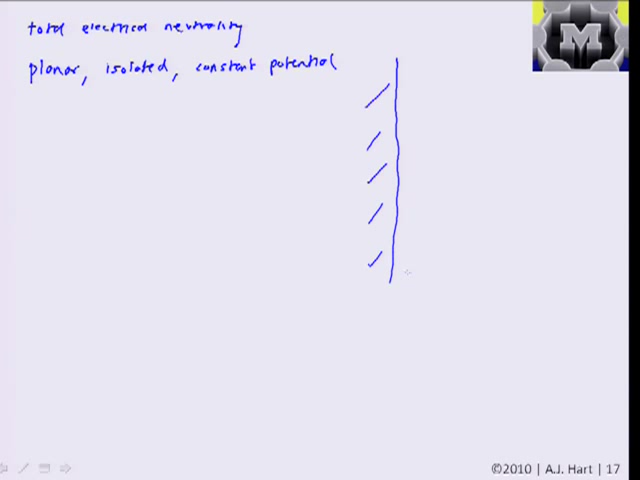 total electrical neutrality
planar, isolated, constant potential
M
©2010 | A.J. Hart | 17